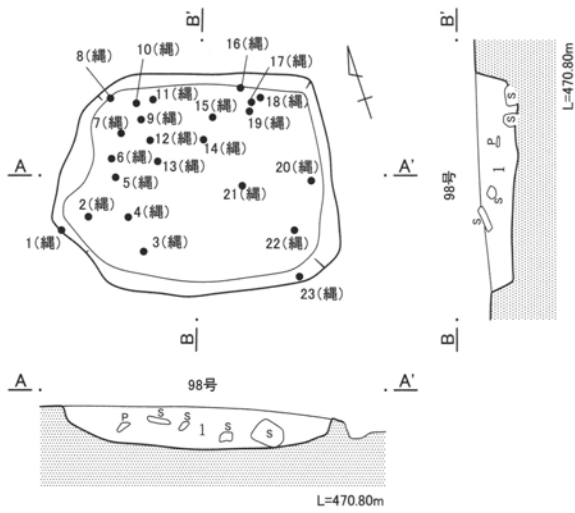 B'
B'
8(縄)
10(縄)
16(縄)
17(縄)
11(縄)
15(縄)
18(縄)
9(縄)
19(縄)
7(縄)
12(縄)
14(縄)
6(縄)
13(縄)
20(縄)
A
A'
5(縄)
21(縄)
2(縄)
4(縄)
1(縄)
3(縄)
22(縄)
23(縄)
B
B
L=470.80m
98号
S
S
P
1
S
S
A
98号
A'
P
S
S
1
S
S
L=470.80m